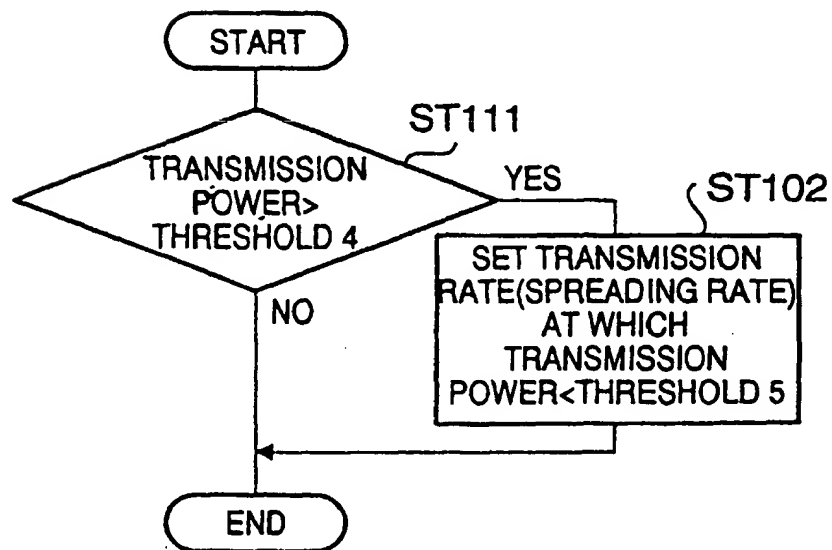 START
ST111
TRANSMISSION
POWER>
THRESHOLD 4
YES
ST102
SET TRANSMISSION
RATE(SPREADING RATE)
AT WHICH
TRANSMISSION
POWER<THRESHOLD 5
NO
END